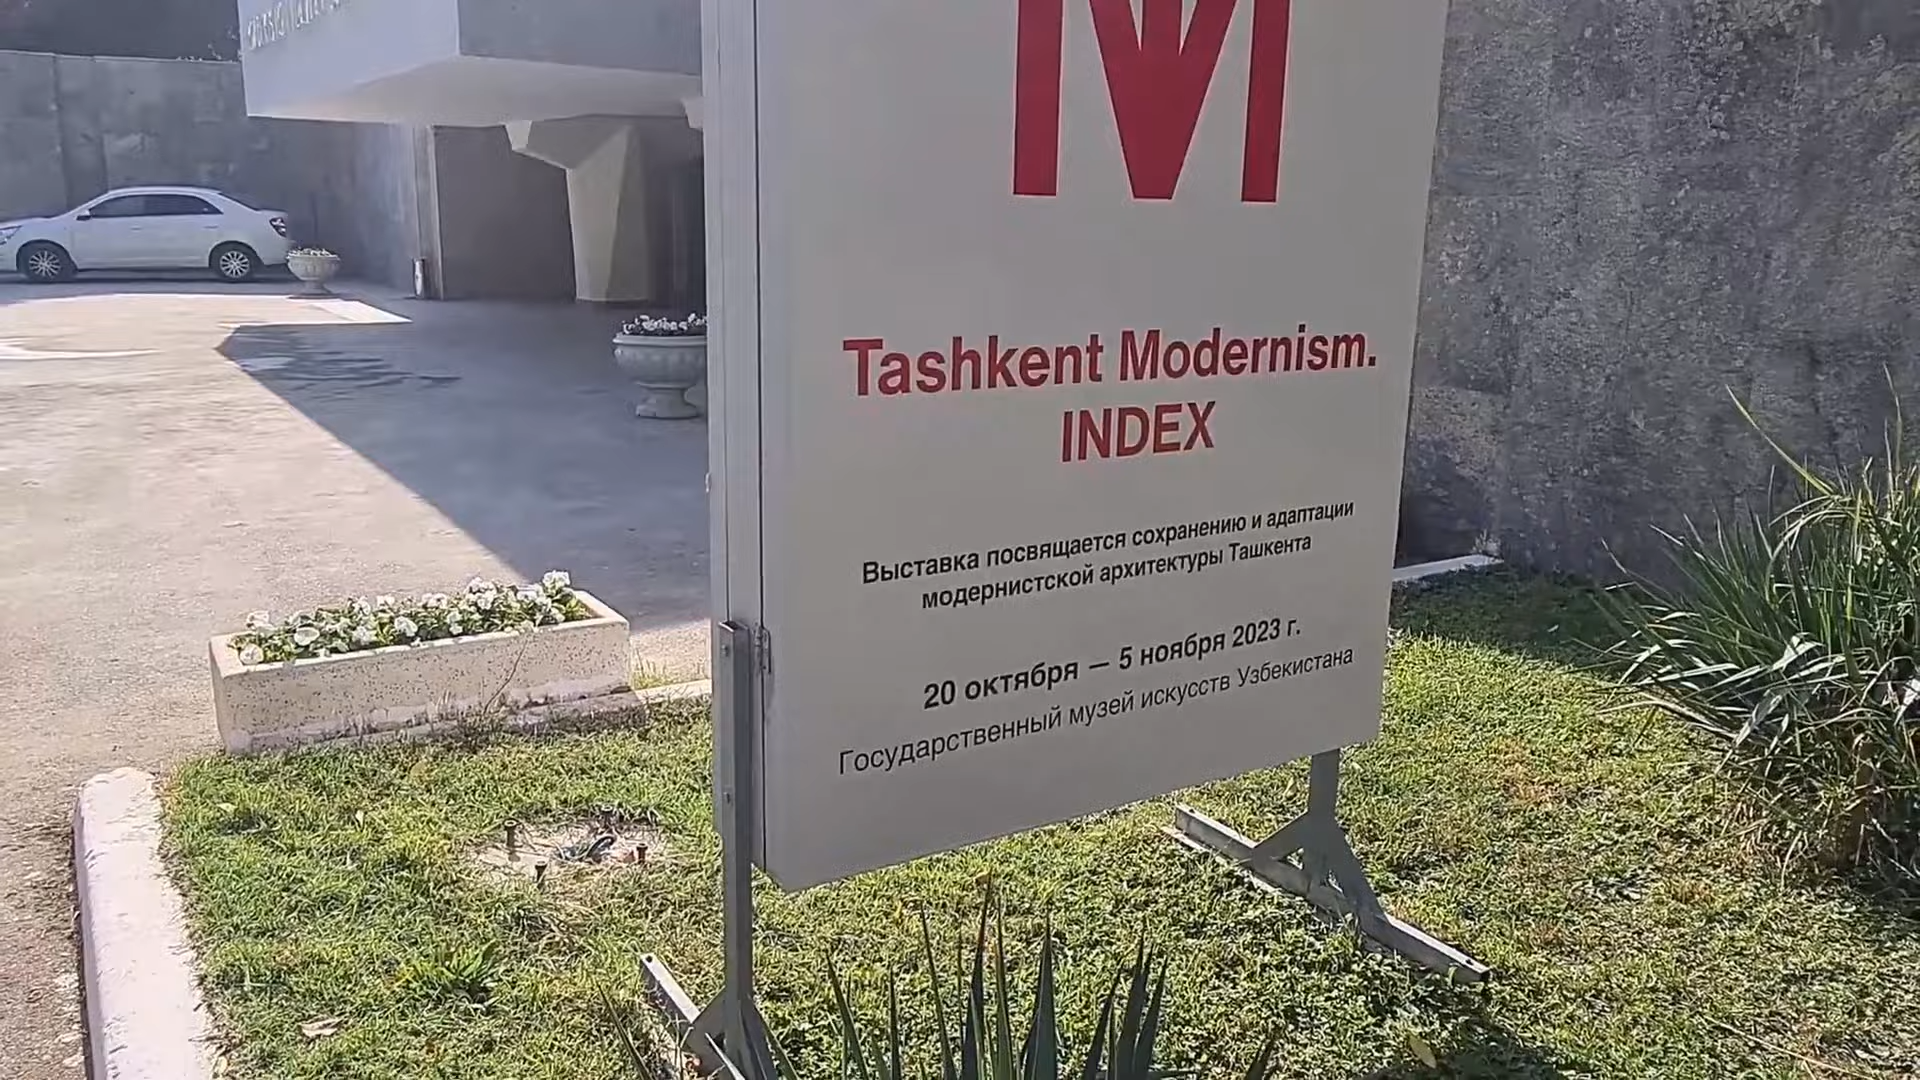 Tashkent Modernism.
INDEX
Выставка посвящается сохранению и адаптации
модернистской архитектуры Ташкента
20 октября — 5 ноября 2023 г.
Государственный музей искусств Узбекистана